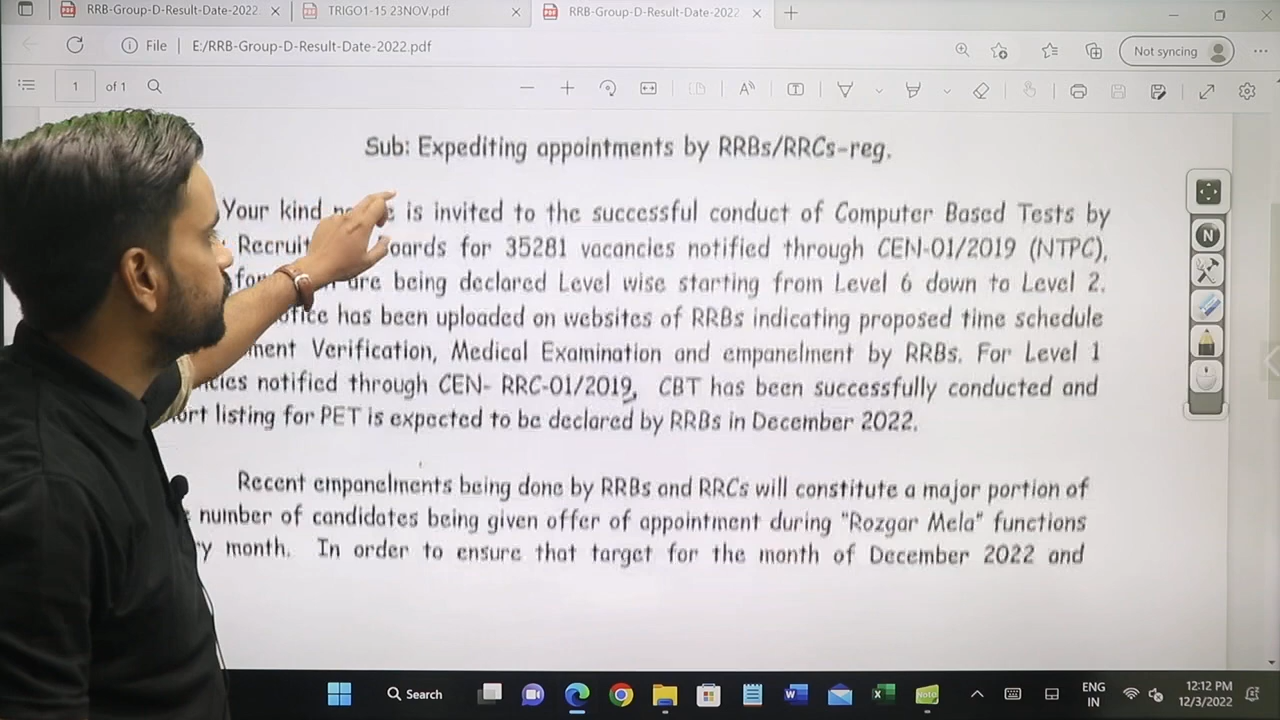 RRB-Group-D-Result-Date-2022
TRIGO1-15 23NOV.pdf
RRB-Group-D-Result-Date-2022
File
E:/RRB-Group-D-Result-Date-2022.pdf
Not syncing
1 of 1
Sub: Expediting appointments by RRBs/RRCs-reg.
Your kind is invited to the successful conduct of Computer Based Tests by
Recruit oards for 35281 vacancies notified through CEN-01/2019 (NTPC),
are being declared Level wise starting from Level 6 down to Level 2.
has been uploaded on websites of RRBs indicating proposed time schedule
ment Verification, Medical Examination and empanelment by RRBs. For Level 1
ncies notified through CEN- RRC-01/2019, CBT has been successfully conducted and
ort listing for PET is expected to be declared by RRBs in December 2022.
Recent empanelments being done by RRBs and RRCs will constitute a major portion of
number of candidates being given offer of appointment during "Rozgar Mela" functions
ry month. In order to ensure that target for the month of December 2022 and
N
Search
Note
ENG
IN
12:12 PM
12/3/2022